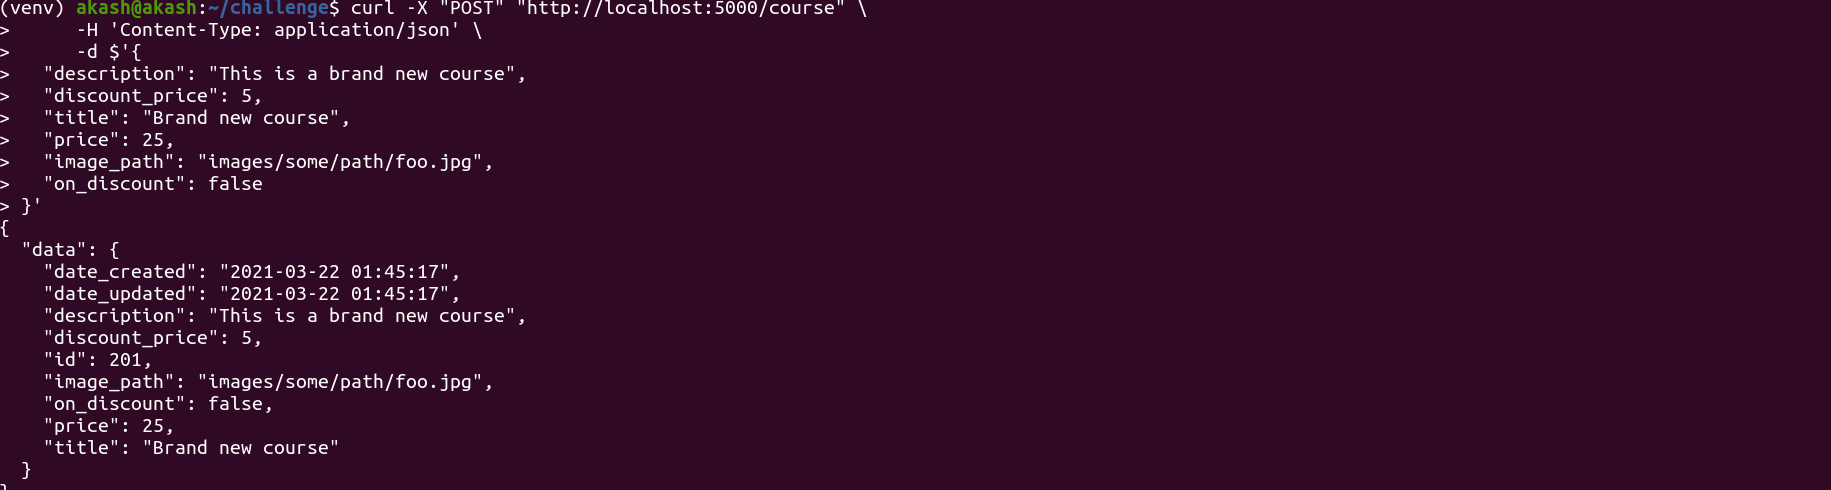 (venv) akash@akash:~/challenge$ curl -X "POST" "http://localhost:5000/course" \
>      -H 'Content-Type: application/json' \
>      -d $'{
>   "description": "This is a brand new course",
>   "discount_price": 5,
>   "title": "Brand new course",
>   "price": 25,
>   "image_path": "images/some/path/foo.jpg",
>   "on_discount": false
> }'
{
  "data": {
    "date_created": "2021-03-22 01:45:17",
    "date_updated": "2021-03-22 01:45:17",
    "description": "This is a brand new course",
    "discount_price": 5,
    "id": 201,
    "image_path": "images/some/path/foo.jpg",
    "on_discount": false,
    "price": 25,
    "title": "Brand new course"
  }
}